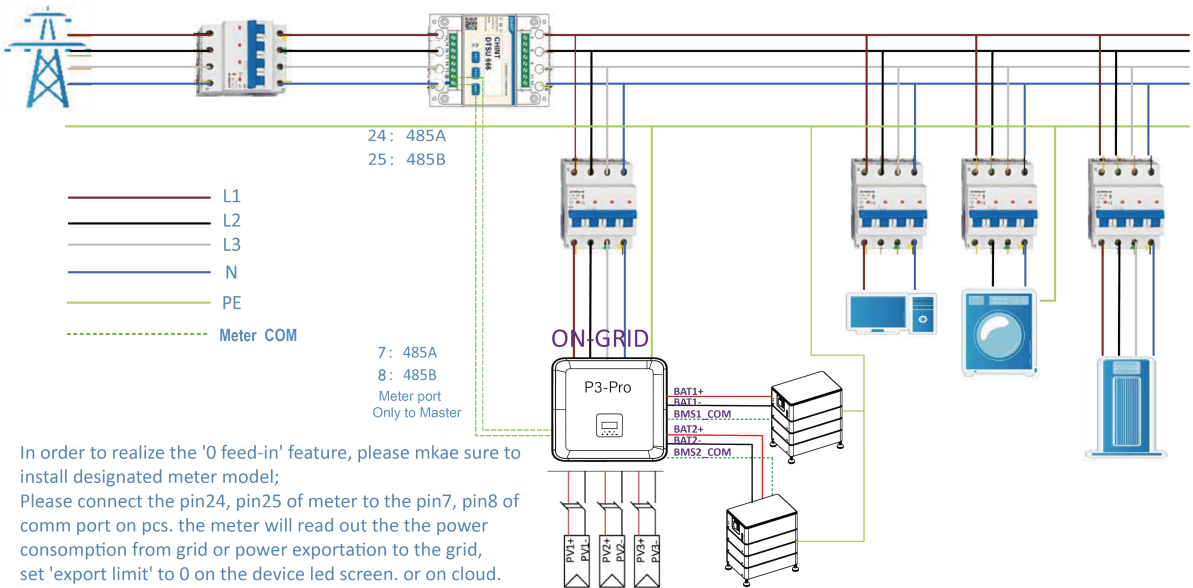 CHINT
DTSU 666
24: 485A
25: 485B
L1
L2
L3
N
PE
Meter COM
7: 485A
8: 485B
Meter port
Only to Master
ON-GRID
P3-Pro
BAT1+
BAT1-
BMS1_COM
BAT2+
BAT2-
BMS2_COM
PV1+
PV1-
PV2+
PV2-
PV3+
PV3-
In order to realize the '0 feed-in' feature, please mkae sure to
install designated meter model;
Please connect the pin24, pin25 of meter to the pin7, pin8 of
comm port on pcs. the meter will read out the the power
consomption from grid or power exportation to the grid,
set 'export limit' to 0 on the device led screen. or on cloud.